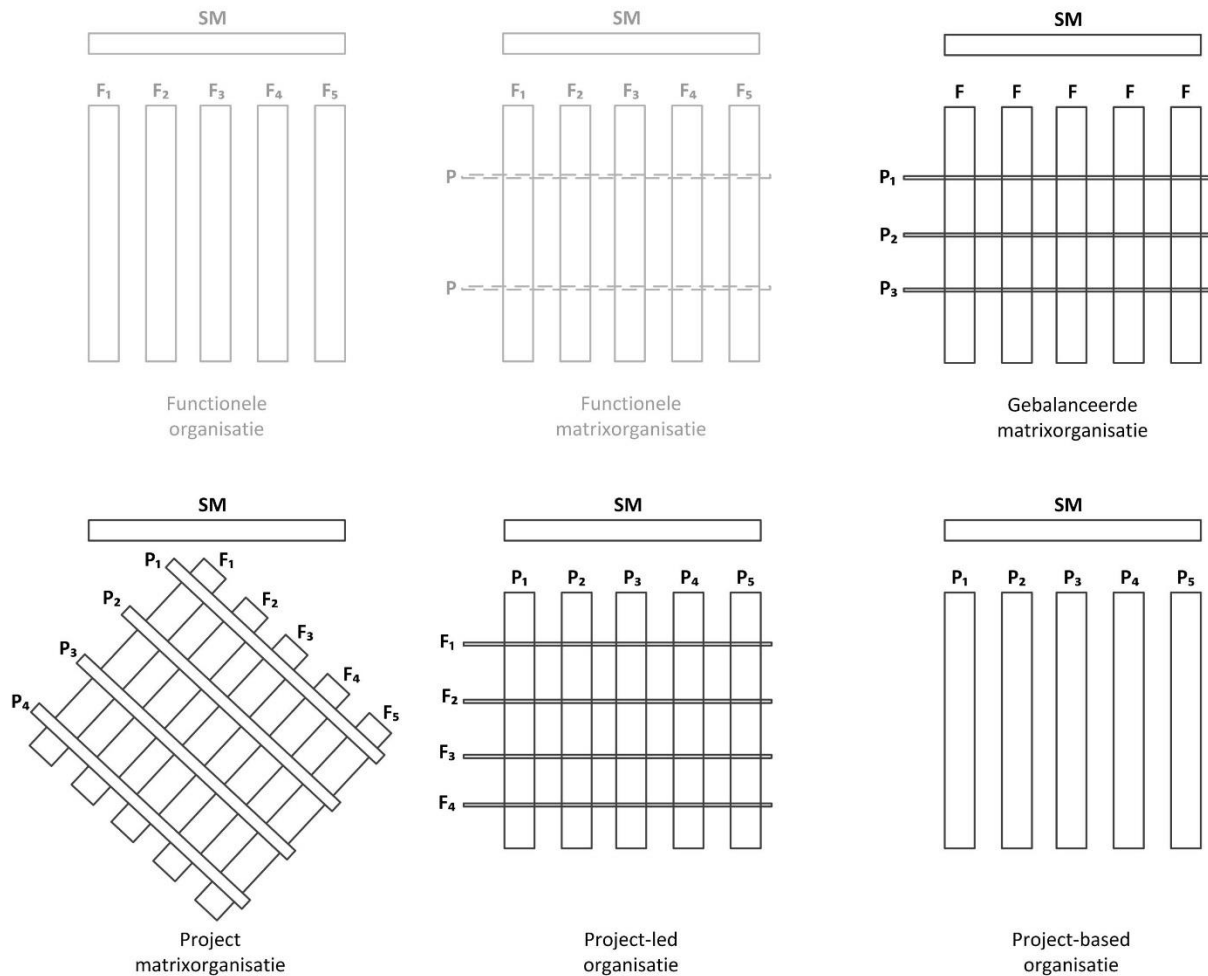 SM
F₁ F₂ F₃ F₄ F₅
Functionele
organisatie
SM
F₁ F₂ F₃ F₄ F₅
P
P
Functionele
matrixorganisatie
SM
F F F F F
P₁
P₂
P₃
Gebalanceerde
matrixorganisatie
SM
P₁ F₁
P₂ F₂
P₃ F₃
P₄ F₄
F₅
Project
matrixorganisatie
SM
P₁ P₂ P₃ P₄ P₅
F₁
F₂
F₃
F₄
Project-led
organisatie
SM
P₁ P₂ P₃ P₄ P₅
Project-based
organisatie